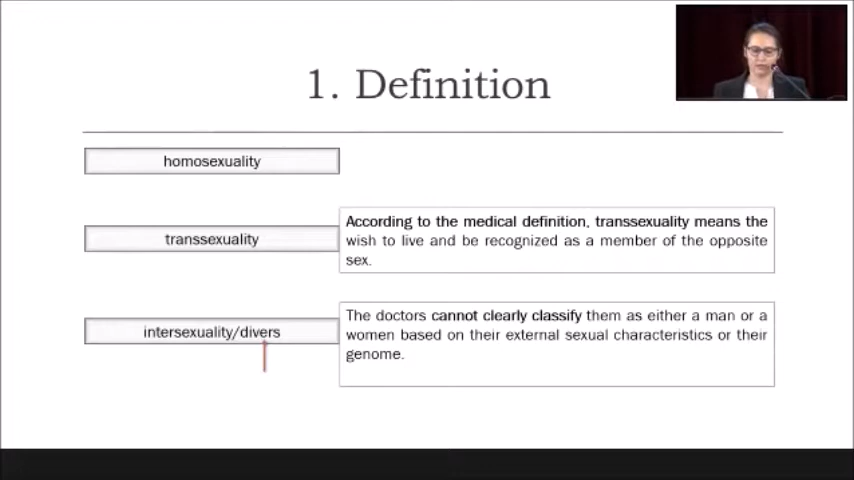 1. Definition
homosexuality
According to the medical definition, transsexuality means the
transsexuality
wish to live and be recognized as a member of the opposite
sex.
The doctors cannot clearly classify them as either a man or a
intersexuality/divers
women based on their external sexual characteristics or their
genome.